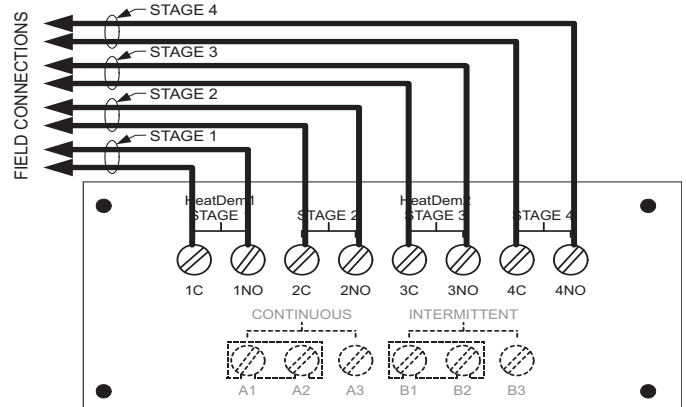 STAGE 4
STAGE 3
STAGE 2
STAGE 1
FIELD CONNECTIONS
HeatDem1 HeatDem2
STAGE 1 STAGE 2 STAGE 3 STAGE 4
1C 1NO 2C 2NO 3C 3NO 4C 4NO
CONTINUOUS INTERMITTENT
A1 A2 A3 B1 B2 B3